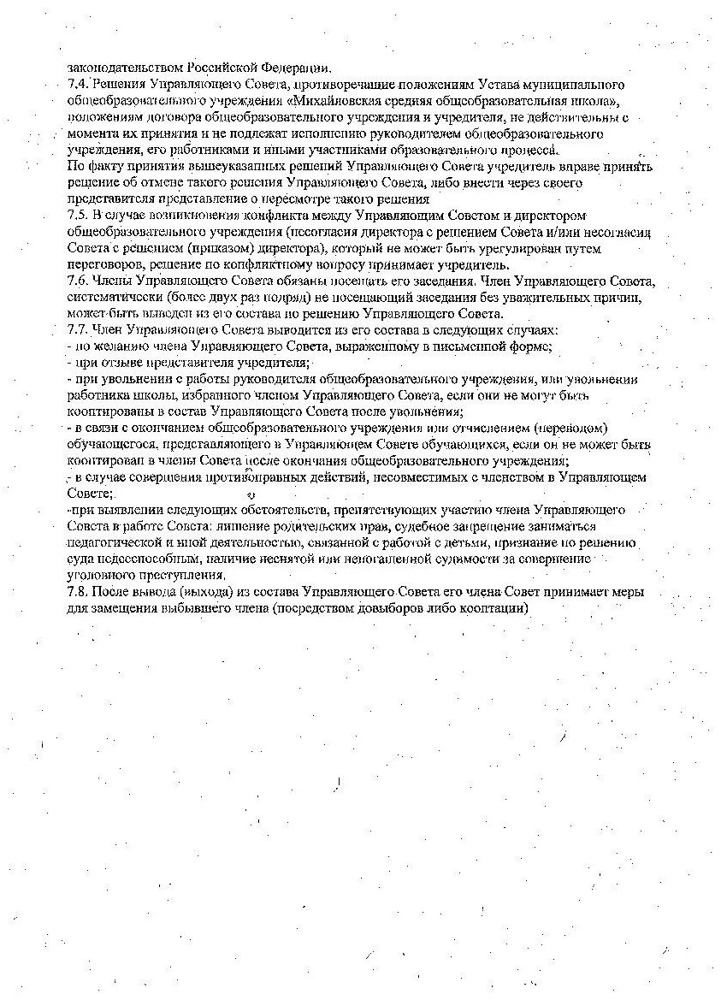 законодательством Российской Федерации.
7.4. Решения Управляющего Совета, противоречащие положениям Устава муниципального
общеобразовательного учреждения «Михайловская средняя общеобразовательная школа»,
положениям договора общеобразовательного учреждения и учредителя, не действительны с
момента их принятия и не подлежат исполнению руководителем общеобразовательного
учреждения, его работниками и иными участниками образовательного процесса.
По факту принятия вышеуказанных решений Управляющего Совета учредитель вправе принять
решение об отмене такого решения Управляющего Совета, либо внести через своего
представителя представление о пересмотре такого решения
7.5. В случае возникновения конфликта между Управляющим Советом и директором
общеобразовательного учреждения (несогласия директора с решением Совета и/или несогласия
Совета с решением (приказом) директора), который не может быть урегулирован путем
переговоров, решение по конфликтному вопросу принимает учредитель.
7.6. Члены Управляющего Совета обязаны посещать его заседания. Член Управляющего Совета,
систематически (более двух раз подряд) не посещающий заседания без уважительных причин,
может быть выведен из его состава по решению Управляющего Совета.
7.7. Член Управляющего Совета выводится из его состава в следующих случаях:
- по желанию члена Управляющего Совета, выраженному в письменной форме;
- при отзыве представителя учредителя;
- при увольнении с работы руководителя общеобразовательного учреждения, или увольнении
работника школы, избранного членом Управляющего Совета, если они не могут быть
кооптированы в состав Управляющего Совета после увольнения;
- в связи с окончанием общеобразовательного учреждения или отчислением (переводом)
обучающегося, представляющего в Управляющем Совете обучающихся, если он не может быть
кооптирован в члены Совета после окончания общеобразовательного учреждения;
- в случае совершения противоправных действий, несовместимых с членством в Управляющем
Совете;
-при выявлении следующих обстоятельств, препятствующих участию члена Управляющего
Совета в работе Совета: лишение родительских прав, судебное запрещение заниматься
педагогической и иной деятельностью, связанной с работой с детьми, признание по решению
суда недееспособным, наличие неснятой или непогашенной судимости за совершение
уголовного преступления.
7.8. После вывода (выхода) из состава Управляющего Совета его члена Совет принимает меры
для замещения выбывшего члена (посредством довыборов либо кооптации)